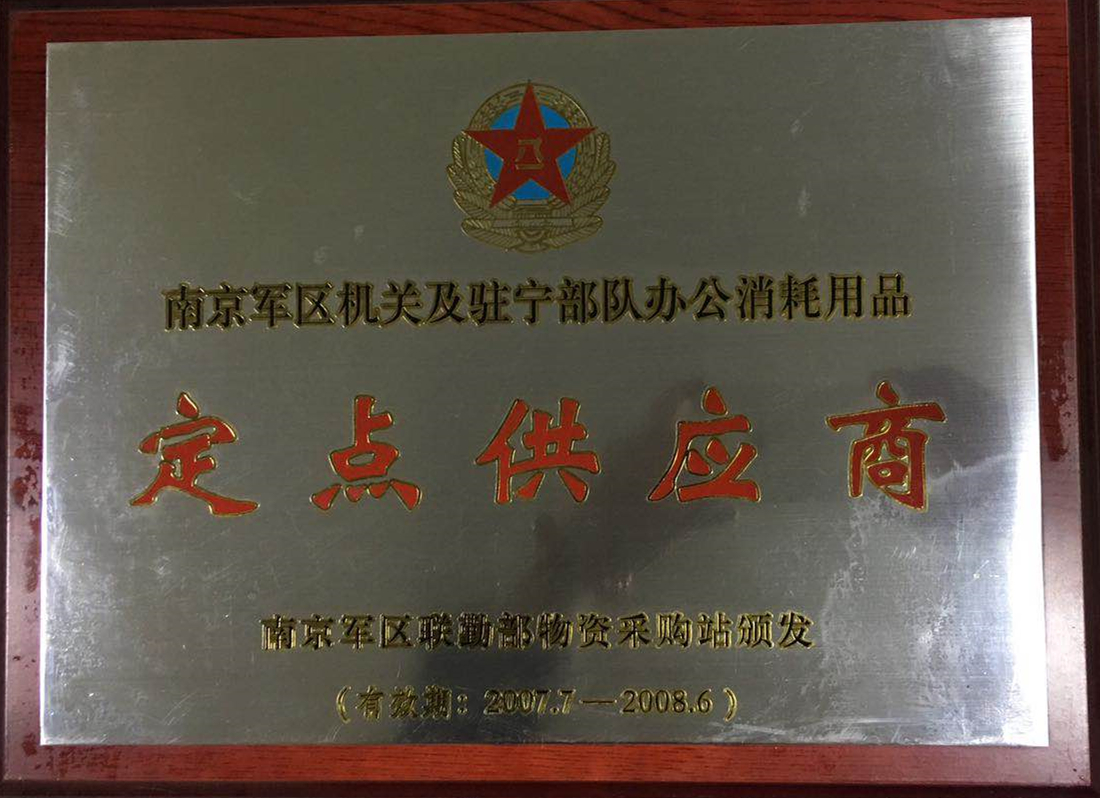 八一
南京军区机关及驻宁部队办公消耗用品
定点供应商
南京军区联勤部物资采购站颁发
（有效期：2007.7—2008.6）